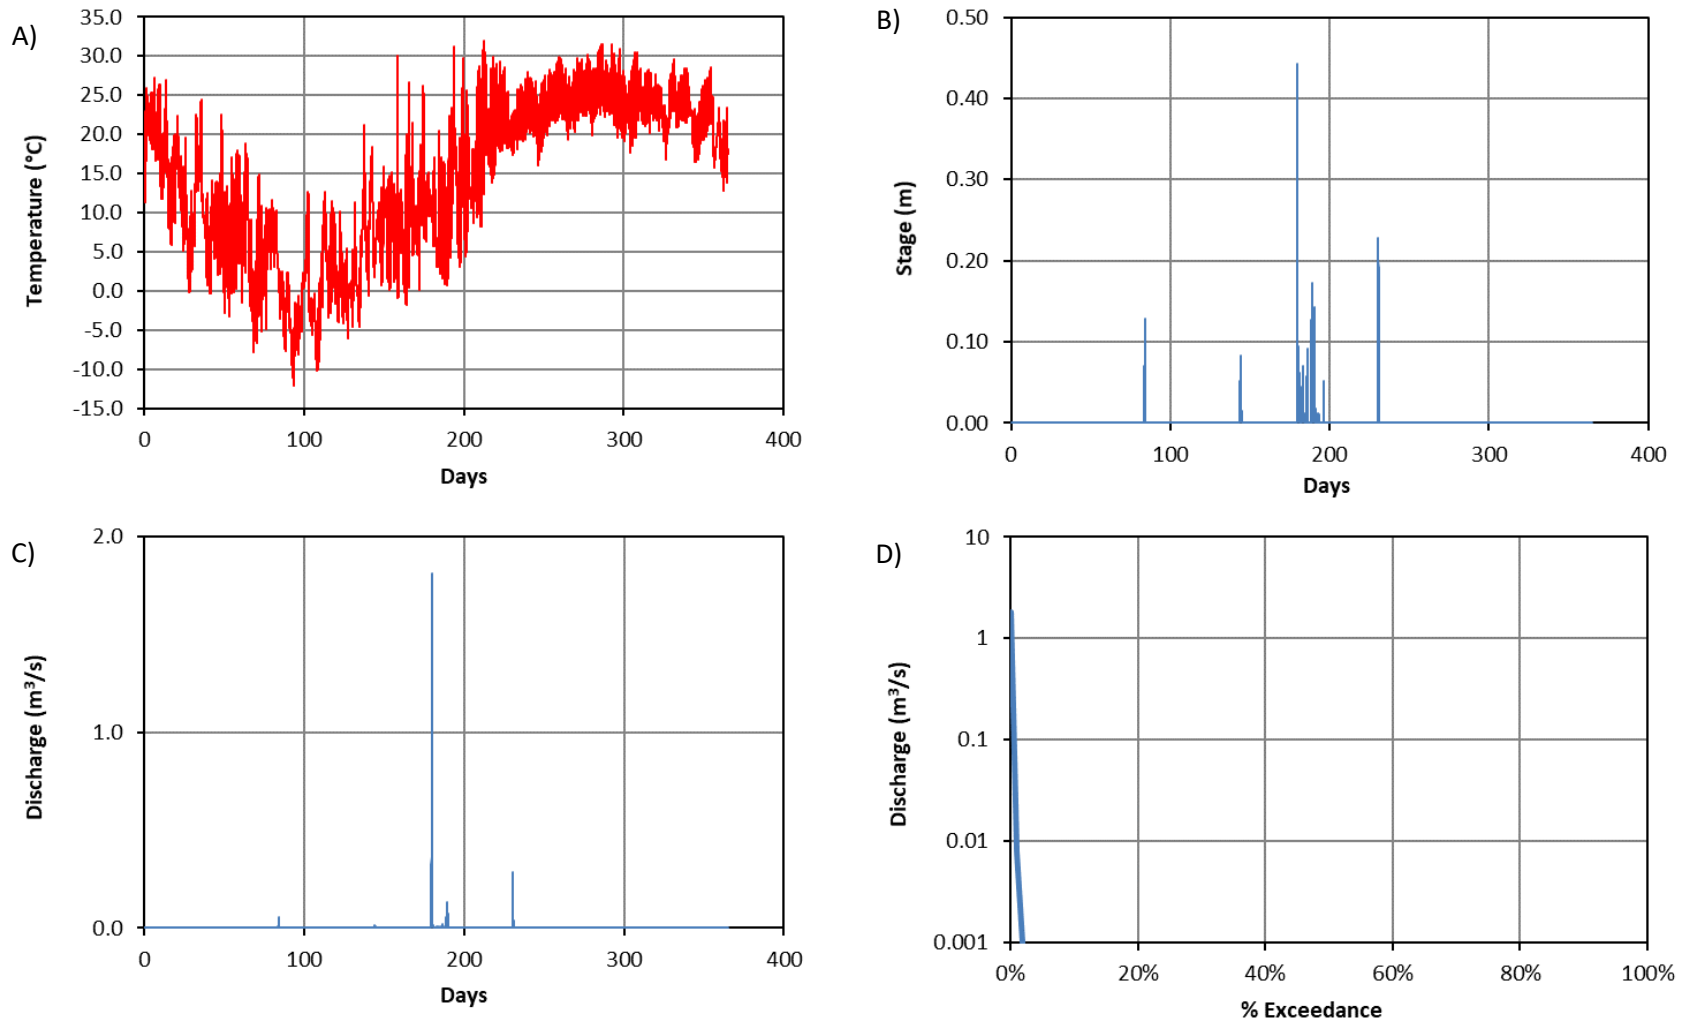 A)
35.0
30.0
25.0
20.0
15.0
10.0
5.0
0.0
-5.0
-10.0
-15.0
Temperature (°C)
0 100 200 300 400
Days
B)
0.50
0.40
0.30
0.20
0.10
0.00
Stage (m)
0 100 200 300 400
Days
C)
2.0
1.0
0.0
Discharge (m³/s)
0 100 200 300 400
Days
D)
10
1
0.1
0.01
0.001
Discharge (m³/s)
0% 20% 40% 60% 80% 100%
% Exceedance